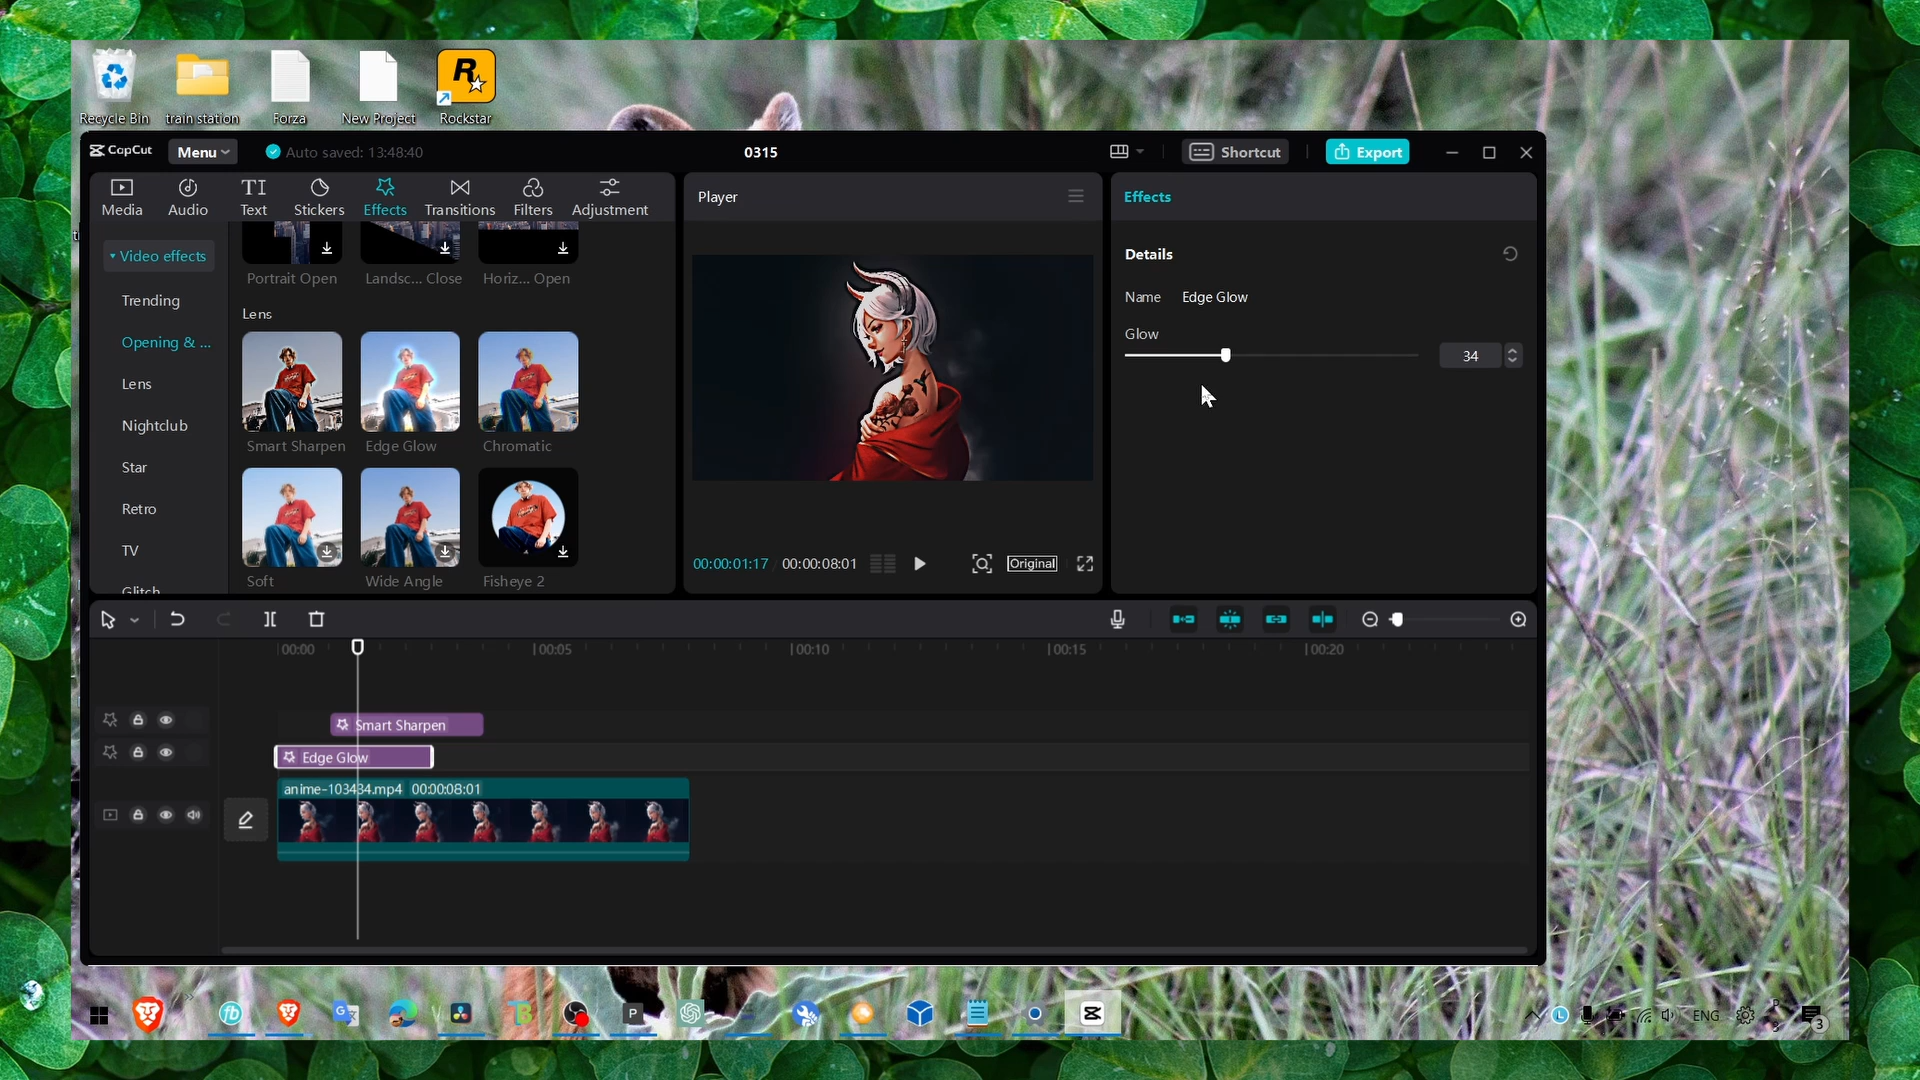 Recycle Bin
train station
Forza
New Project
Rockstar
CapCut
Menu
Auto saved: 13:48:40
0315
Shortcut
Export
Media
Audio
Text
Stickers
Effects
Transitions
Filters
Adjustment
Player
Effects
Video effects
Trending
Opening & ...
Lens
Nightclub
Star
Retro
TV
Glitch
Portrait Open
Landsc... Close
Horiz... Open
Lens
Smart Sharpen
Edge Glow
Chromatic
Soft
Wide Angle
Fisheye 2
Details
Name
Edge Glow
Glow
34
00:00:01:17
00:00:08:01
Original
00:00
00:05
00:10
00:15
00:20
Smart Sharpen
Edge Glow
anime-103434.mp4 00:00:08:01
ENG
3